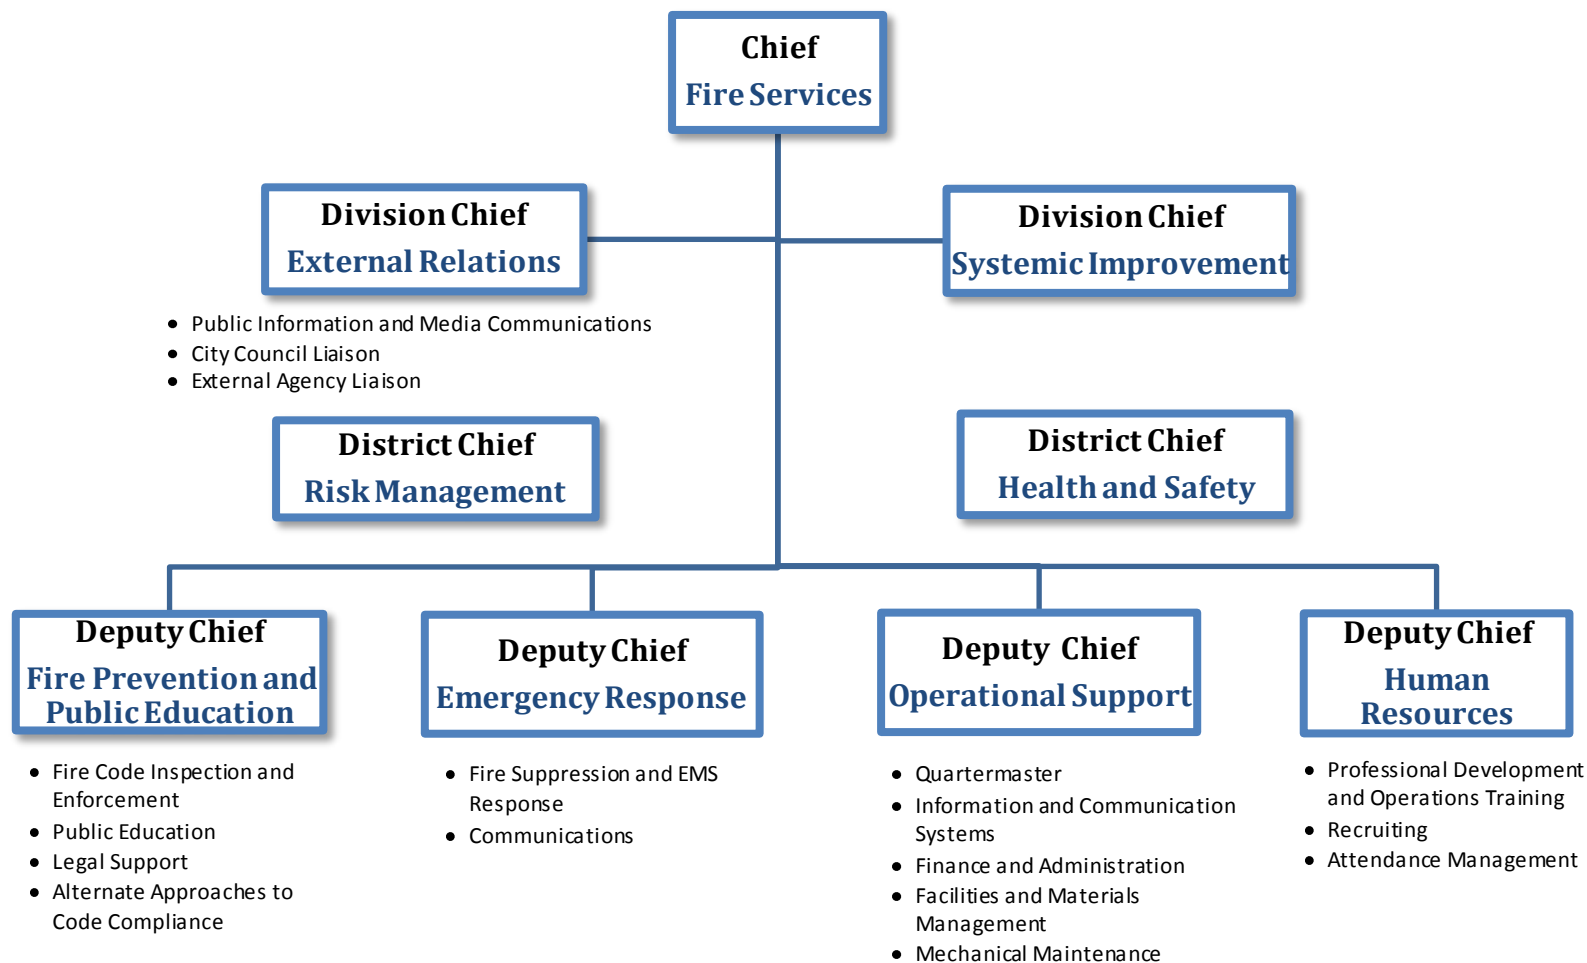 Chief
Fire Services
Division Chief
External Relations
Division Chief
Systemic Improvement
• Public Information and Media Communications
• City Council Liaison
• External Agency Liaison
District Chief
Risk Management
District Chief
Health and Safety
Deputy Chief
Fire Prevention and
Public Education
• Fire Code Inspection and
Enforcement
• Public Education
• Legal Support
• Alternate Approaches to
Code Compliance
Deputy Chief
Emergency Response
• Fire Suppression and EMS
Response
• Communications
Deputy Chief
Operational Support
• Quartermaster
• Information and Communication
Systems
• Finance and Administration
• Facilities and Materials
Management
• Mechanical Maintenance
Deputy Chief
Human
Resources
• Professional Development
and Operations Training
• Recruiting
• Attendance Management